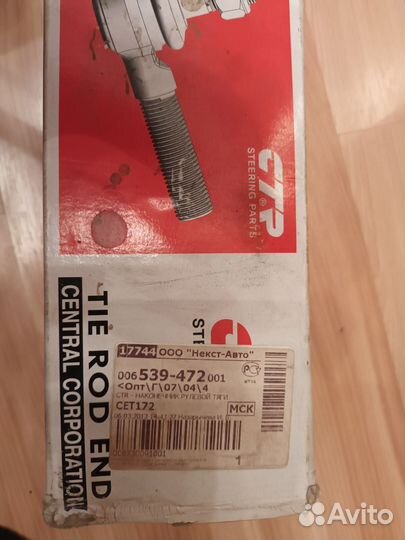 CTR®
STEERING PARTS
TIE ROD END
CENTRAL CORPORATION
17744 ООО "Некст-Авто"
006 539-472 001
<Опт\Г\07\04\4
CTR - НАКОНЕЧНИК РУЛЕВОЙ ТЯГИ
CET172
МСК
1
Avito